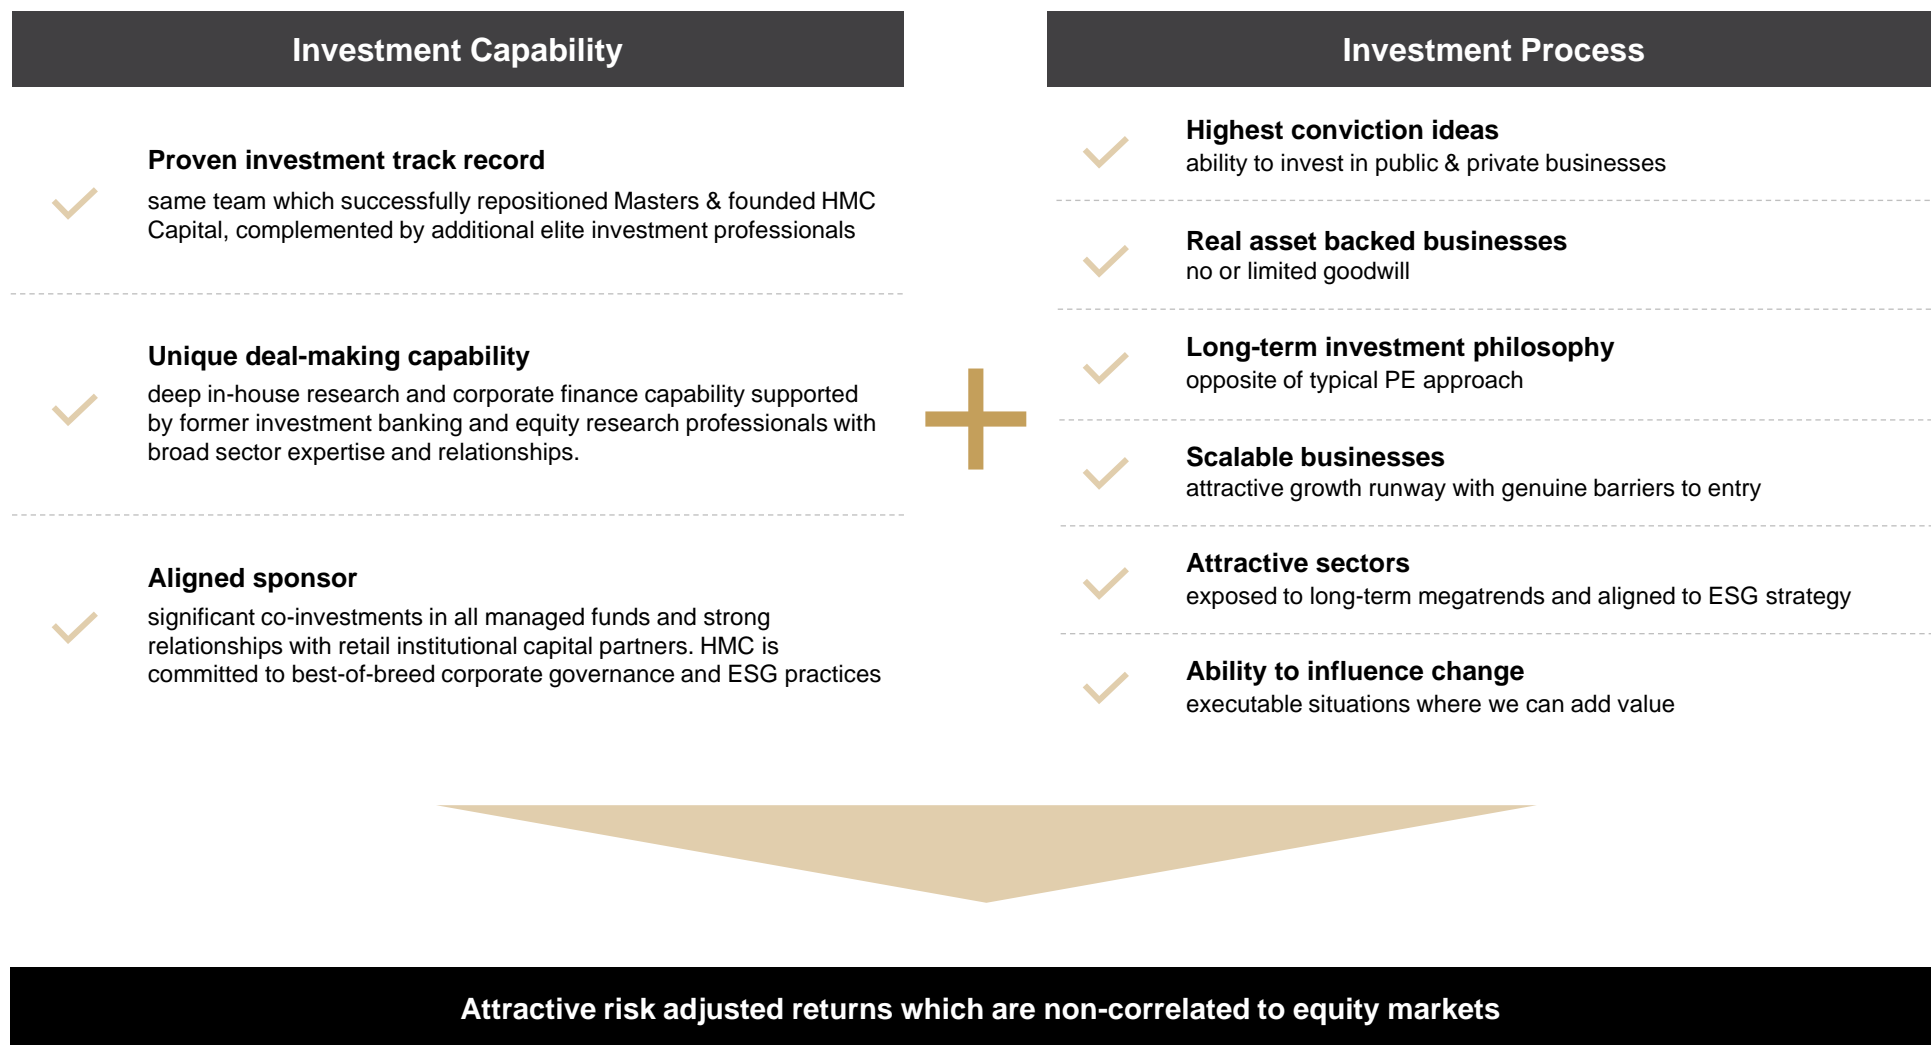 Investment Capability
Proven investment track record
same team which successfully repositioned Masters & founded HMC
Capital, complemented by additional elite investment professionals
Unique deal-making capability
deep in-house research and corporate finance capability supported
by former investment banking and equity research professionals with
broad sector expertise and relationships.
Aligned sponsor
significant co-investments in all managed funds and strong
relationships with retail institutional capital partners. HMC is
committed to best-of-breed corporate governance and ESG practices
Investment Process
Highest conviction ideas
ability to invest in public & private businesses
Real asset backed businesses
no or limited goodwill
Long-term investment philosophy
opposite of typical PE approach
Scalable businesses
attractive growth runway with genuine barriers to entry
Attractive sectors
exposed to long-term megatrends and aligned to ESG strategy
Ability to influence change
executable situations where we can add value
Attractive risk adjusted returns which are non-correlated to equity markets